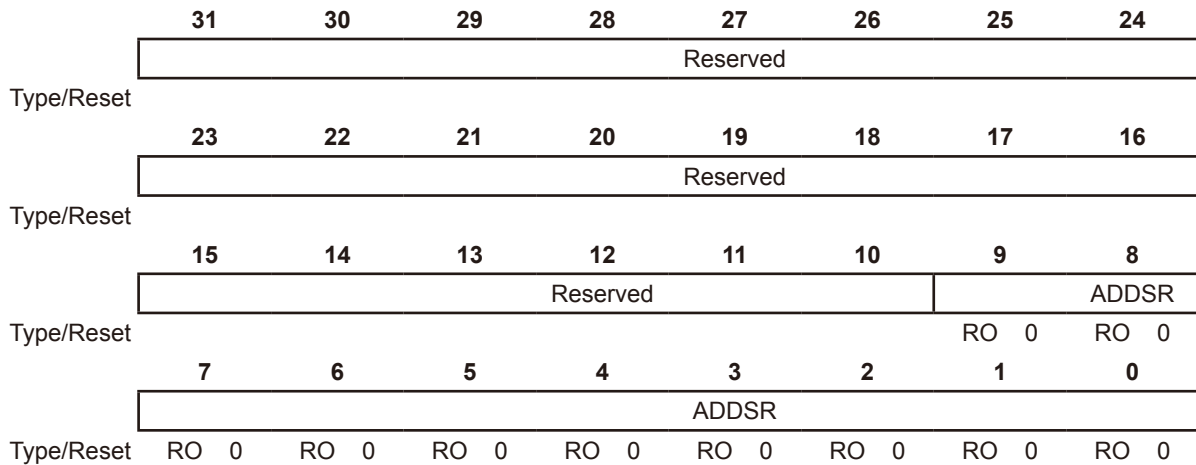 31 30 29 28 27 26 25 24
Reserved
Type/Reset
23 22 21 20 19 18 17 16
Reserved
Type/Reset
15 14 13 12 11 10 9 8
Reserved ADDSR
Type/Reset RO 0 RO 0
7 6 5 4 3 2 1 0
ADDSR
Type/Reset RO 0 RO 0 RO 0 RO 0 RO 0 RO 0 RO 0 RO 0